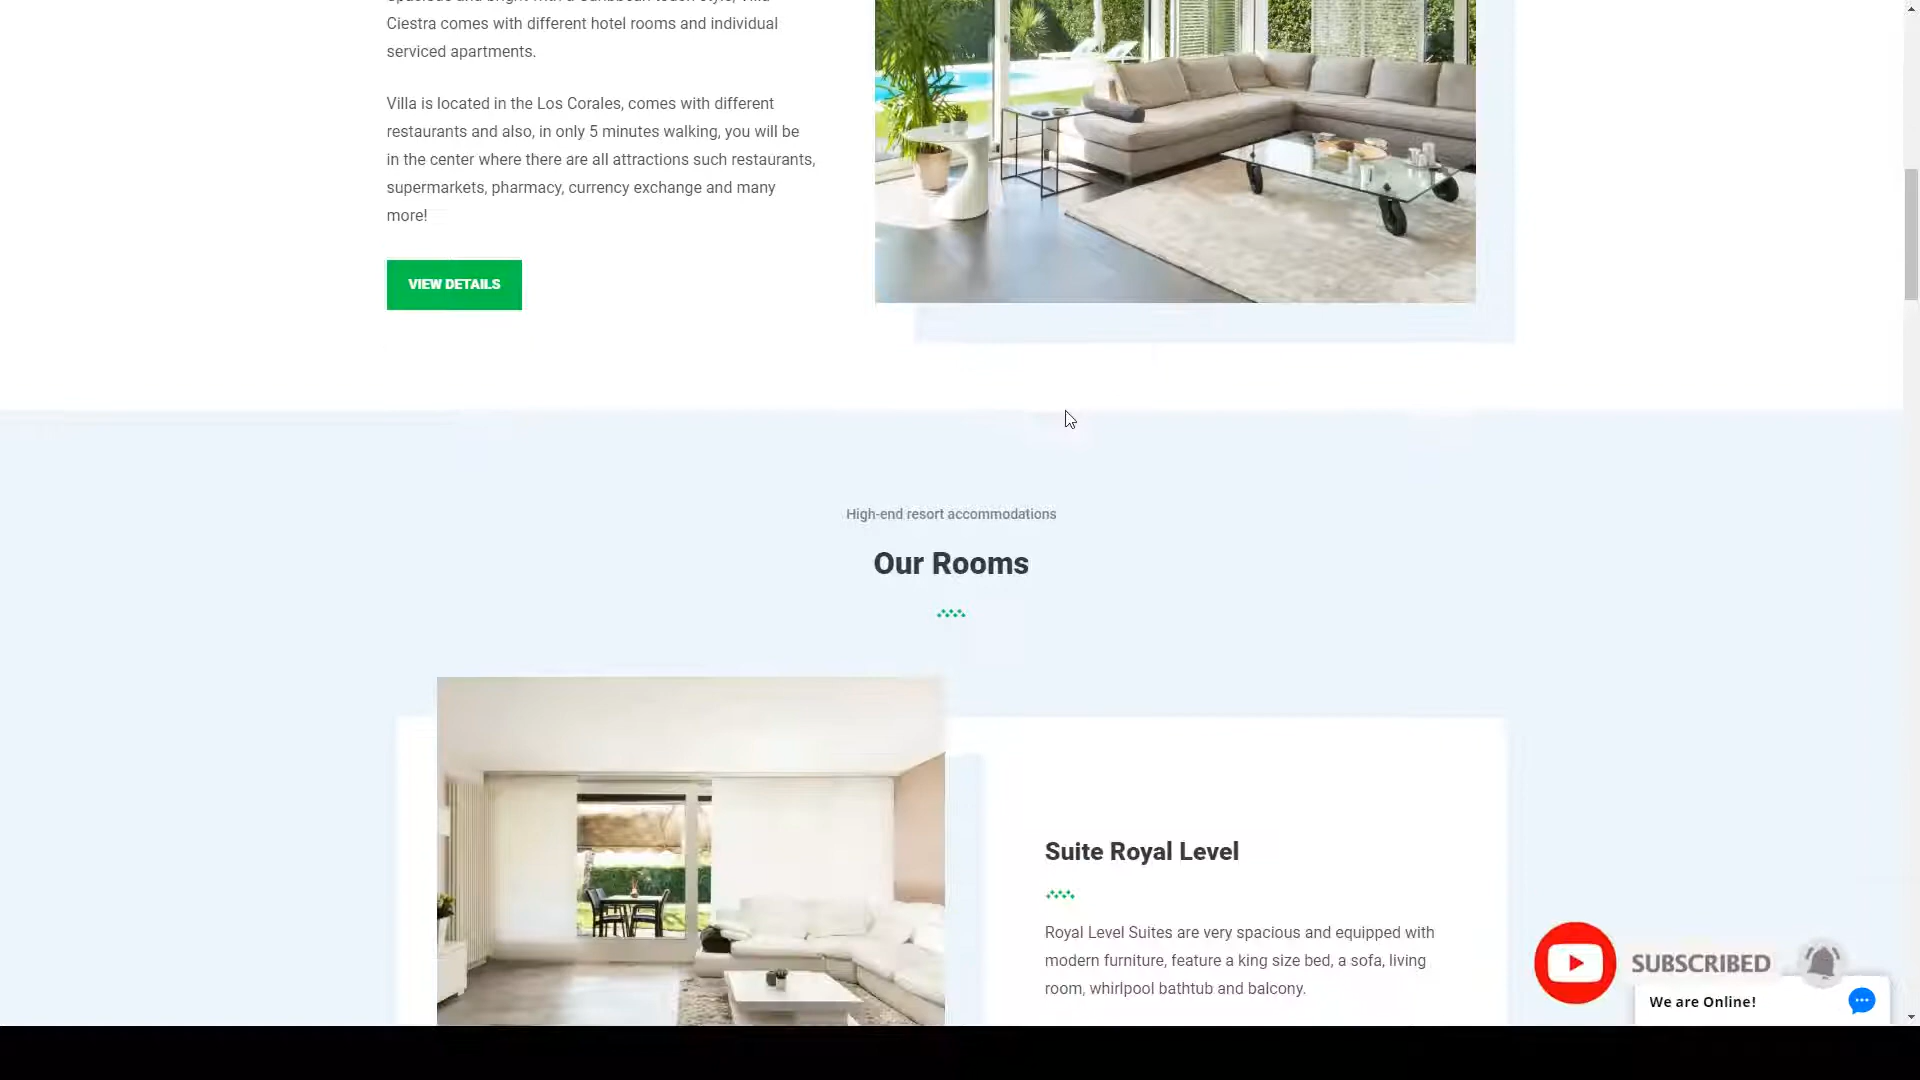 Ciestra comes with different hotel rooms and individual
serviced apartments.
Villa is located in the Los Corales, comes with different
restaurants and also, in only 5 minutes walking, you will be
in the center where there are all attractions such restaurants,
supermarkets, pharmacy, currency exchange and many
more!
VIEW DETAILS
High-end resort accommodations
Our Rooms
Suite Royal Level
Royal Level Suites are very spacious and equipped with
modern furniture, feature a king size bed, a sofa, living
room, whirlpool bathtub and balcony.
SUBSCRIBED
We are Online!